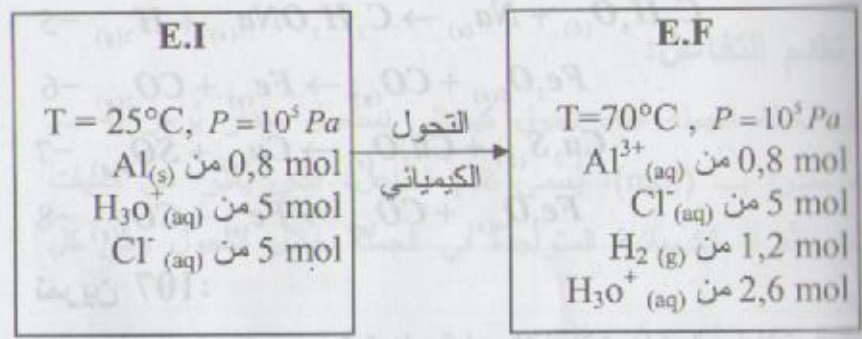 E.I
T = 25°C, P = 10⁵ Pa
0,8 mol من Al(s)
5 mol من H₃o⁺(aq)
5 mol من Cl⁻(aq)
التحول
الكيمياني
E.F
T=70°C , P = 10⁵ Pa
0,8 mol من Al³⁺(aq)
5 mol من Cl⁻(aq)
1,2 mol من H₂ (g)
2,6 mol من H₃o⁺ (aq)